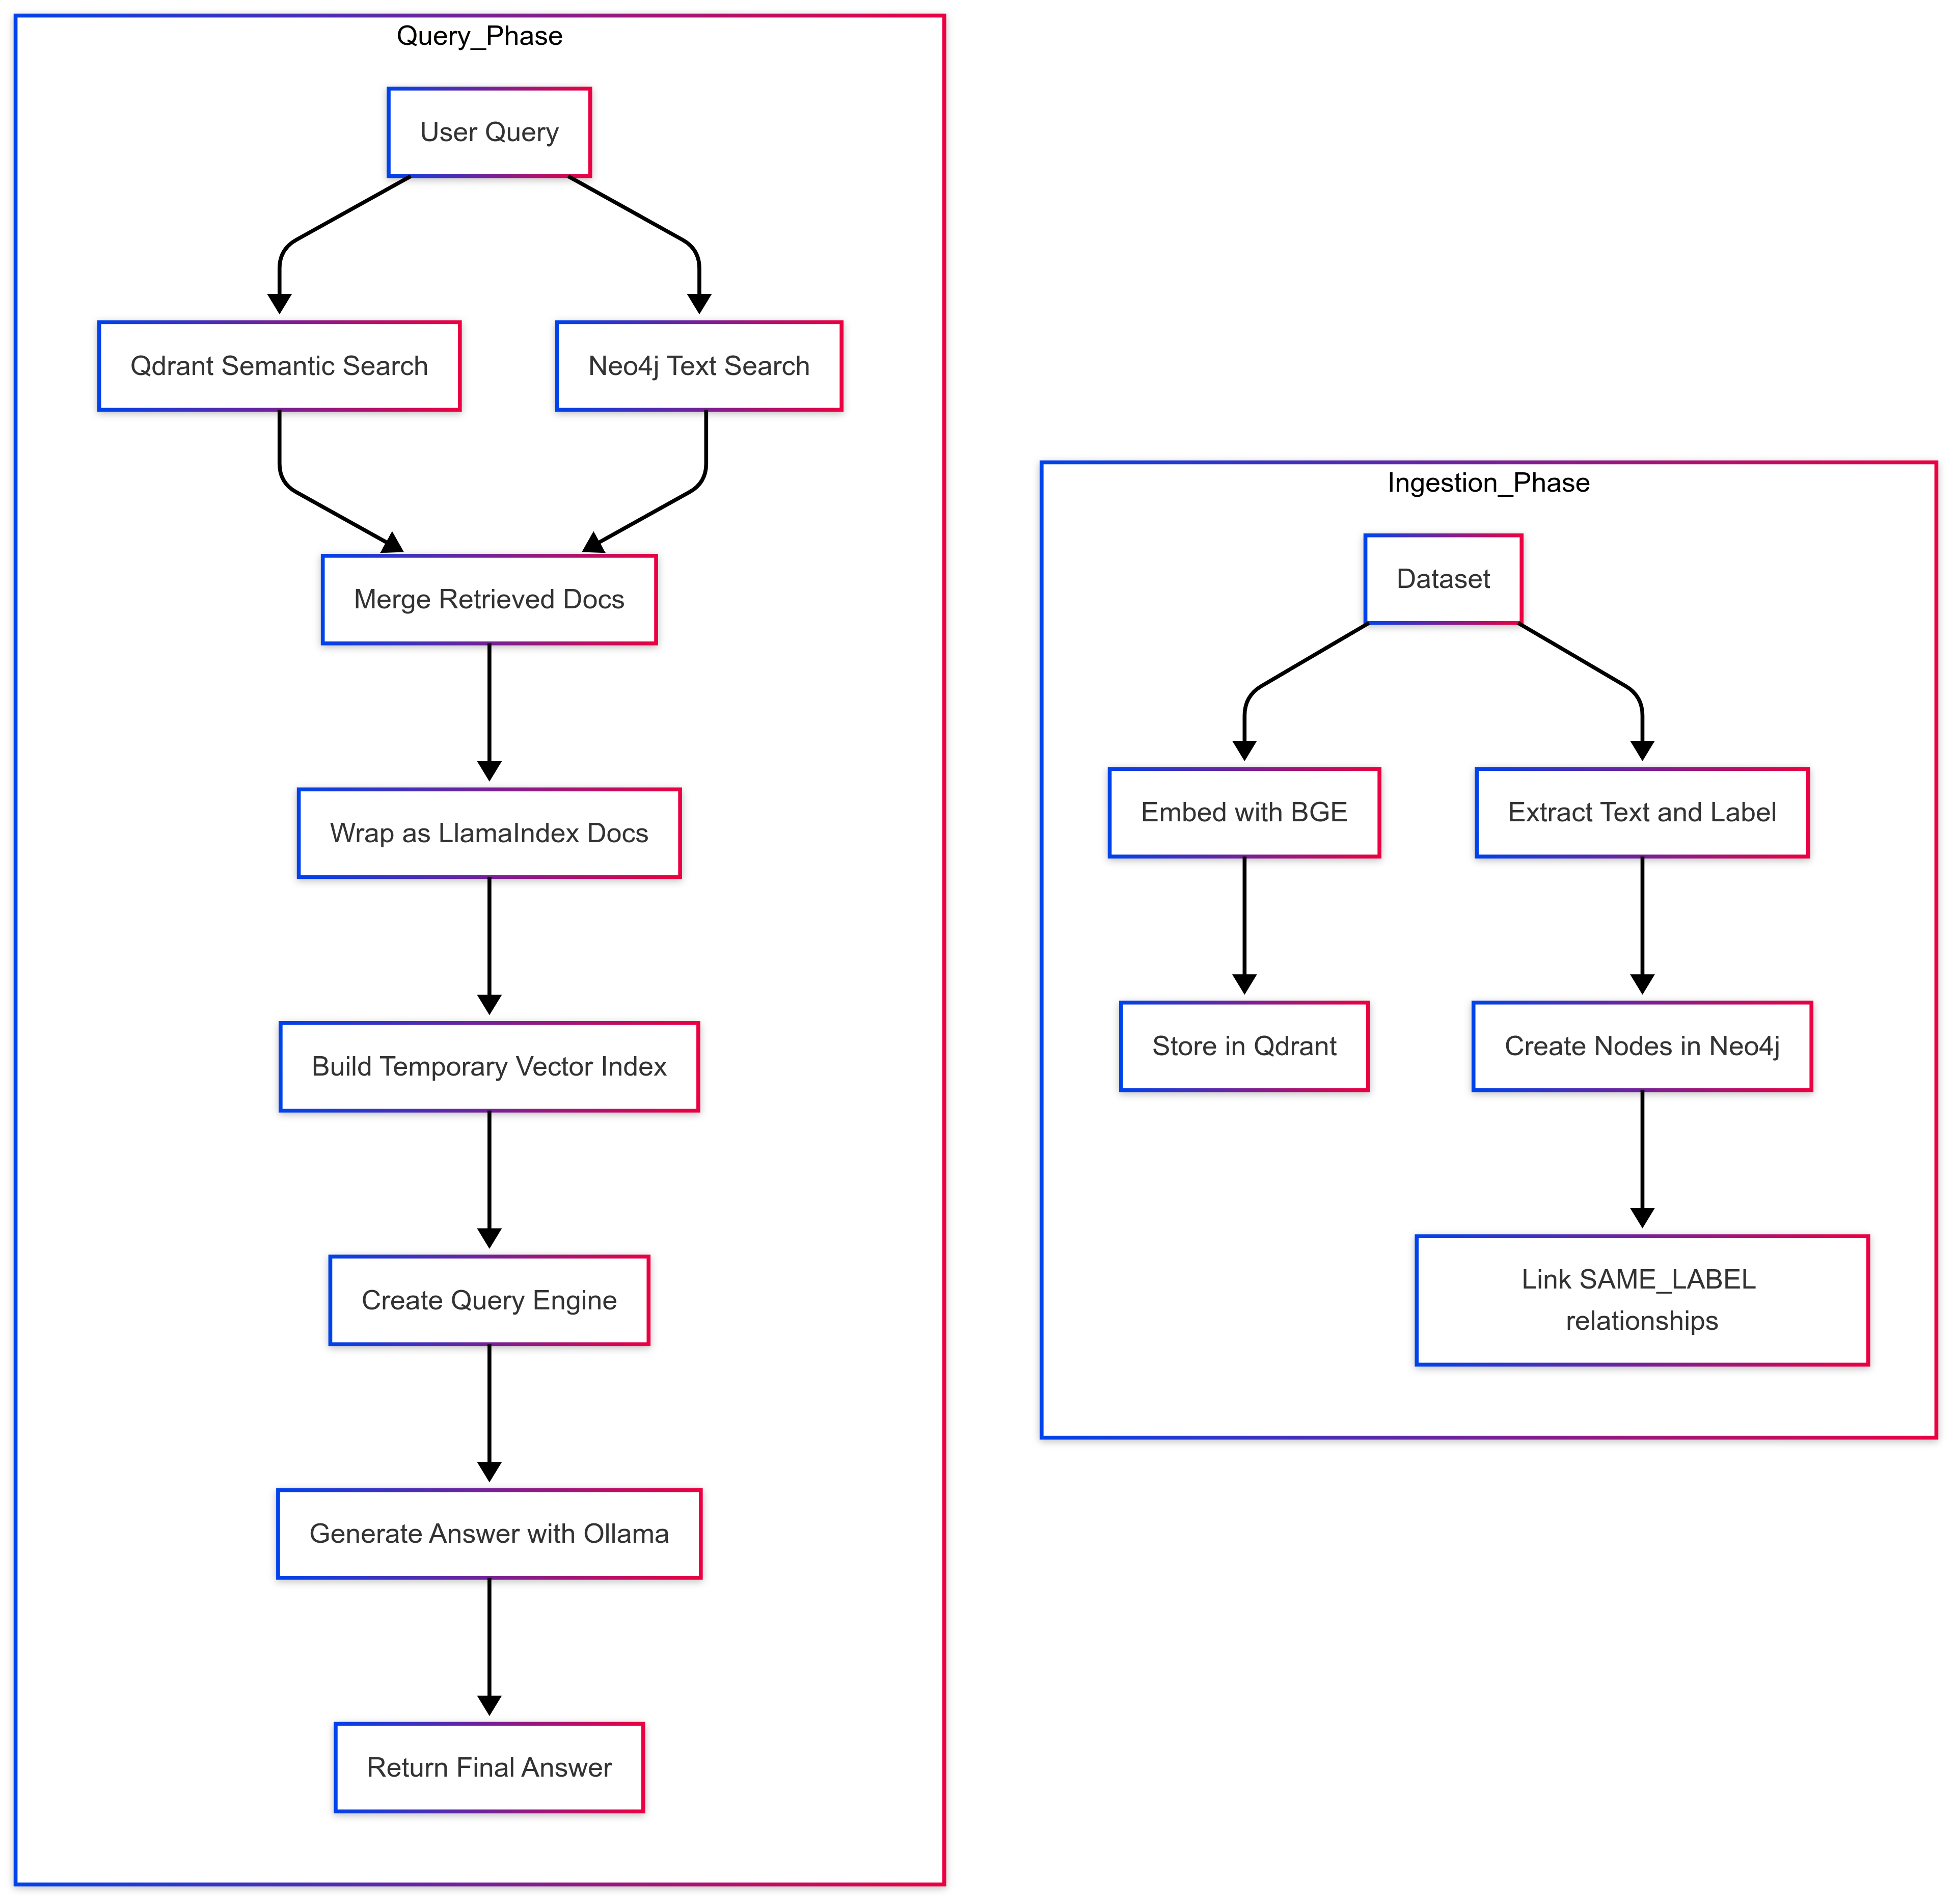 Query_Phase
User Query
Qdrant Semantic Search
Neo4j Text Search
Merge Retrieved Docs
Wrap as LlamaIndex Docs
Build Temporary Vector Index
Create Query Engine
Generate Answer with Ollama
Return Final Answer
Ingestion_Phase
Dataset
Embed with BGE
Extract Text and Label
Store in Qdrant
Create Nodes in Neo4j
Link SAME_LABEL
relationships